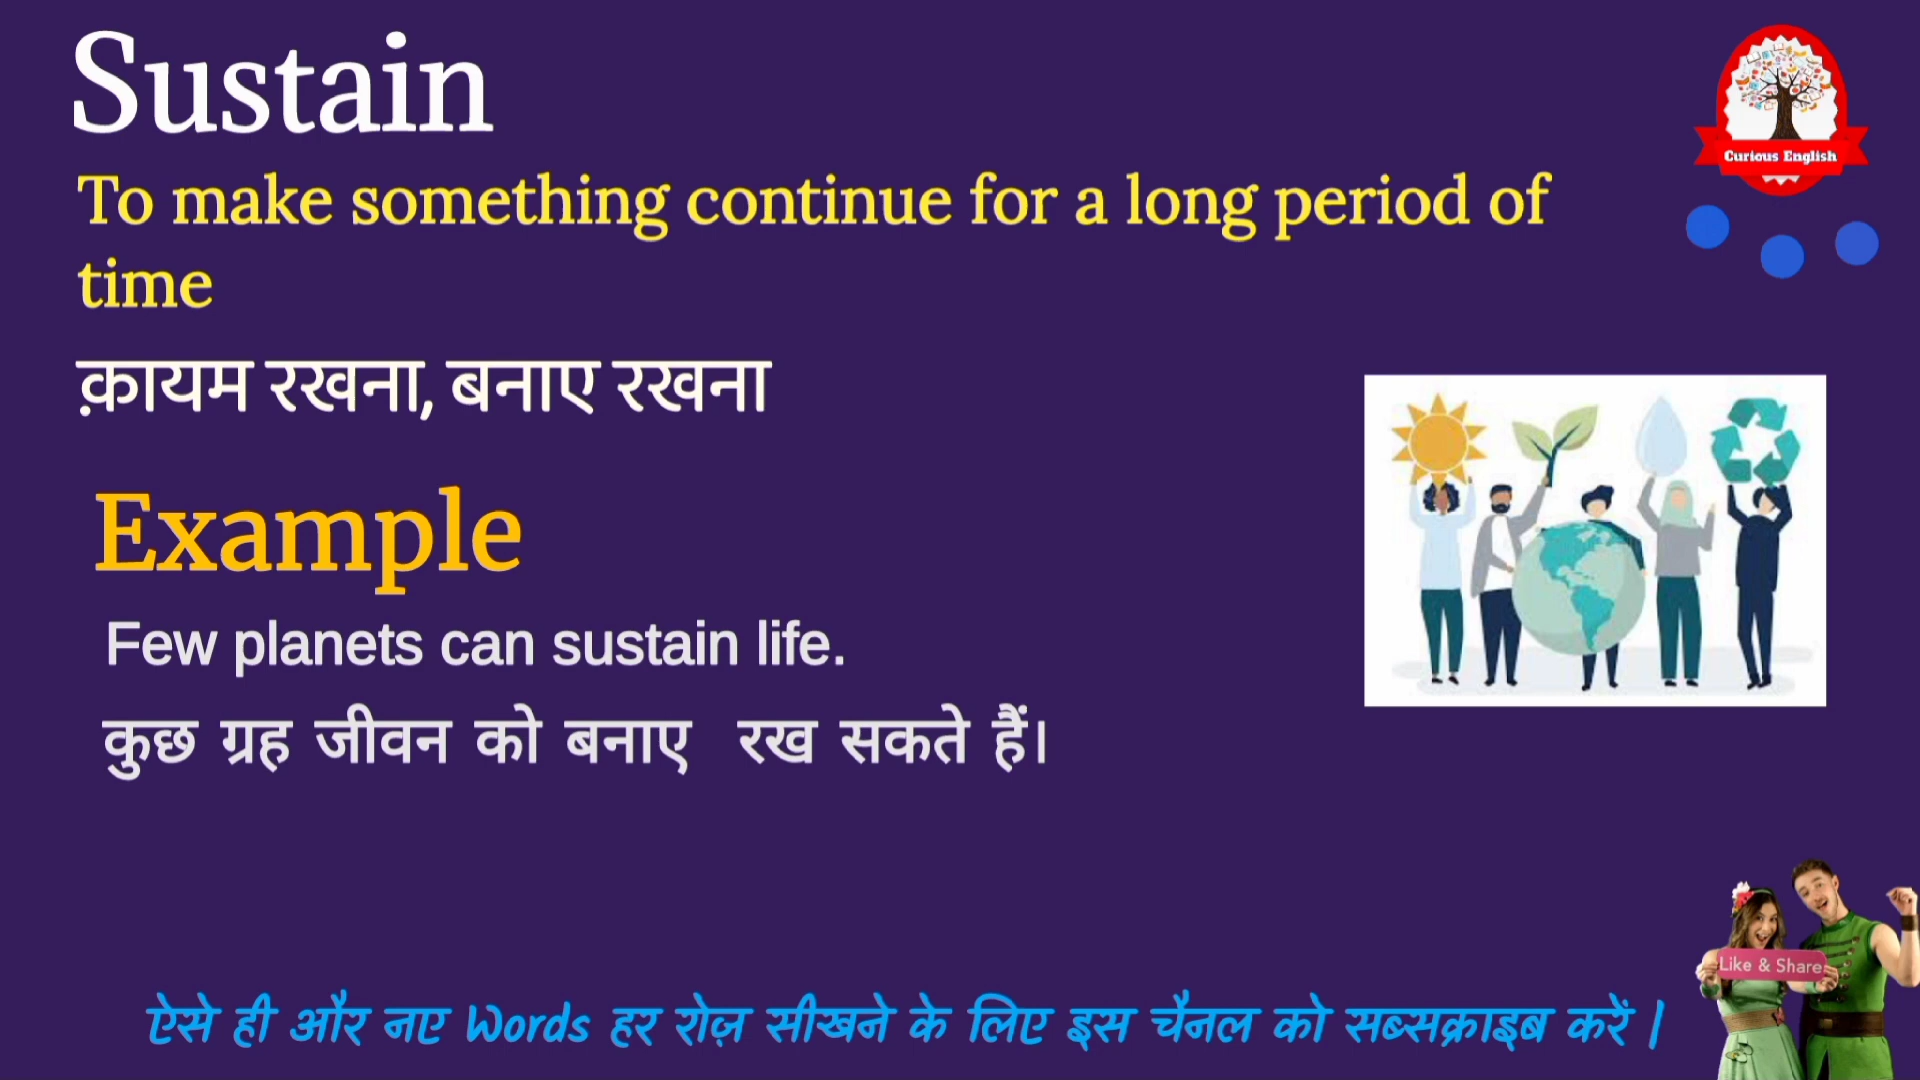 Sustain
Curious English
To make something continue for a long period of
time
क़ायम रखना, बनाए रखना
Example
Few planets can sustain life.
कुछ ग्रह जीवन को बनाए रख सकते हैं।
Like & Share
ऐसे ही और नए Words हर रोज़ सीखने के लिए इस चैनल को सब्सक्राइब करें |